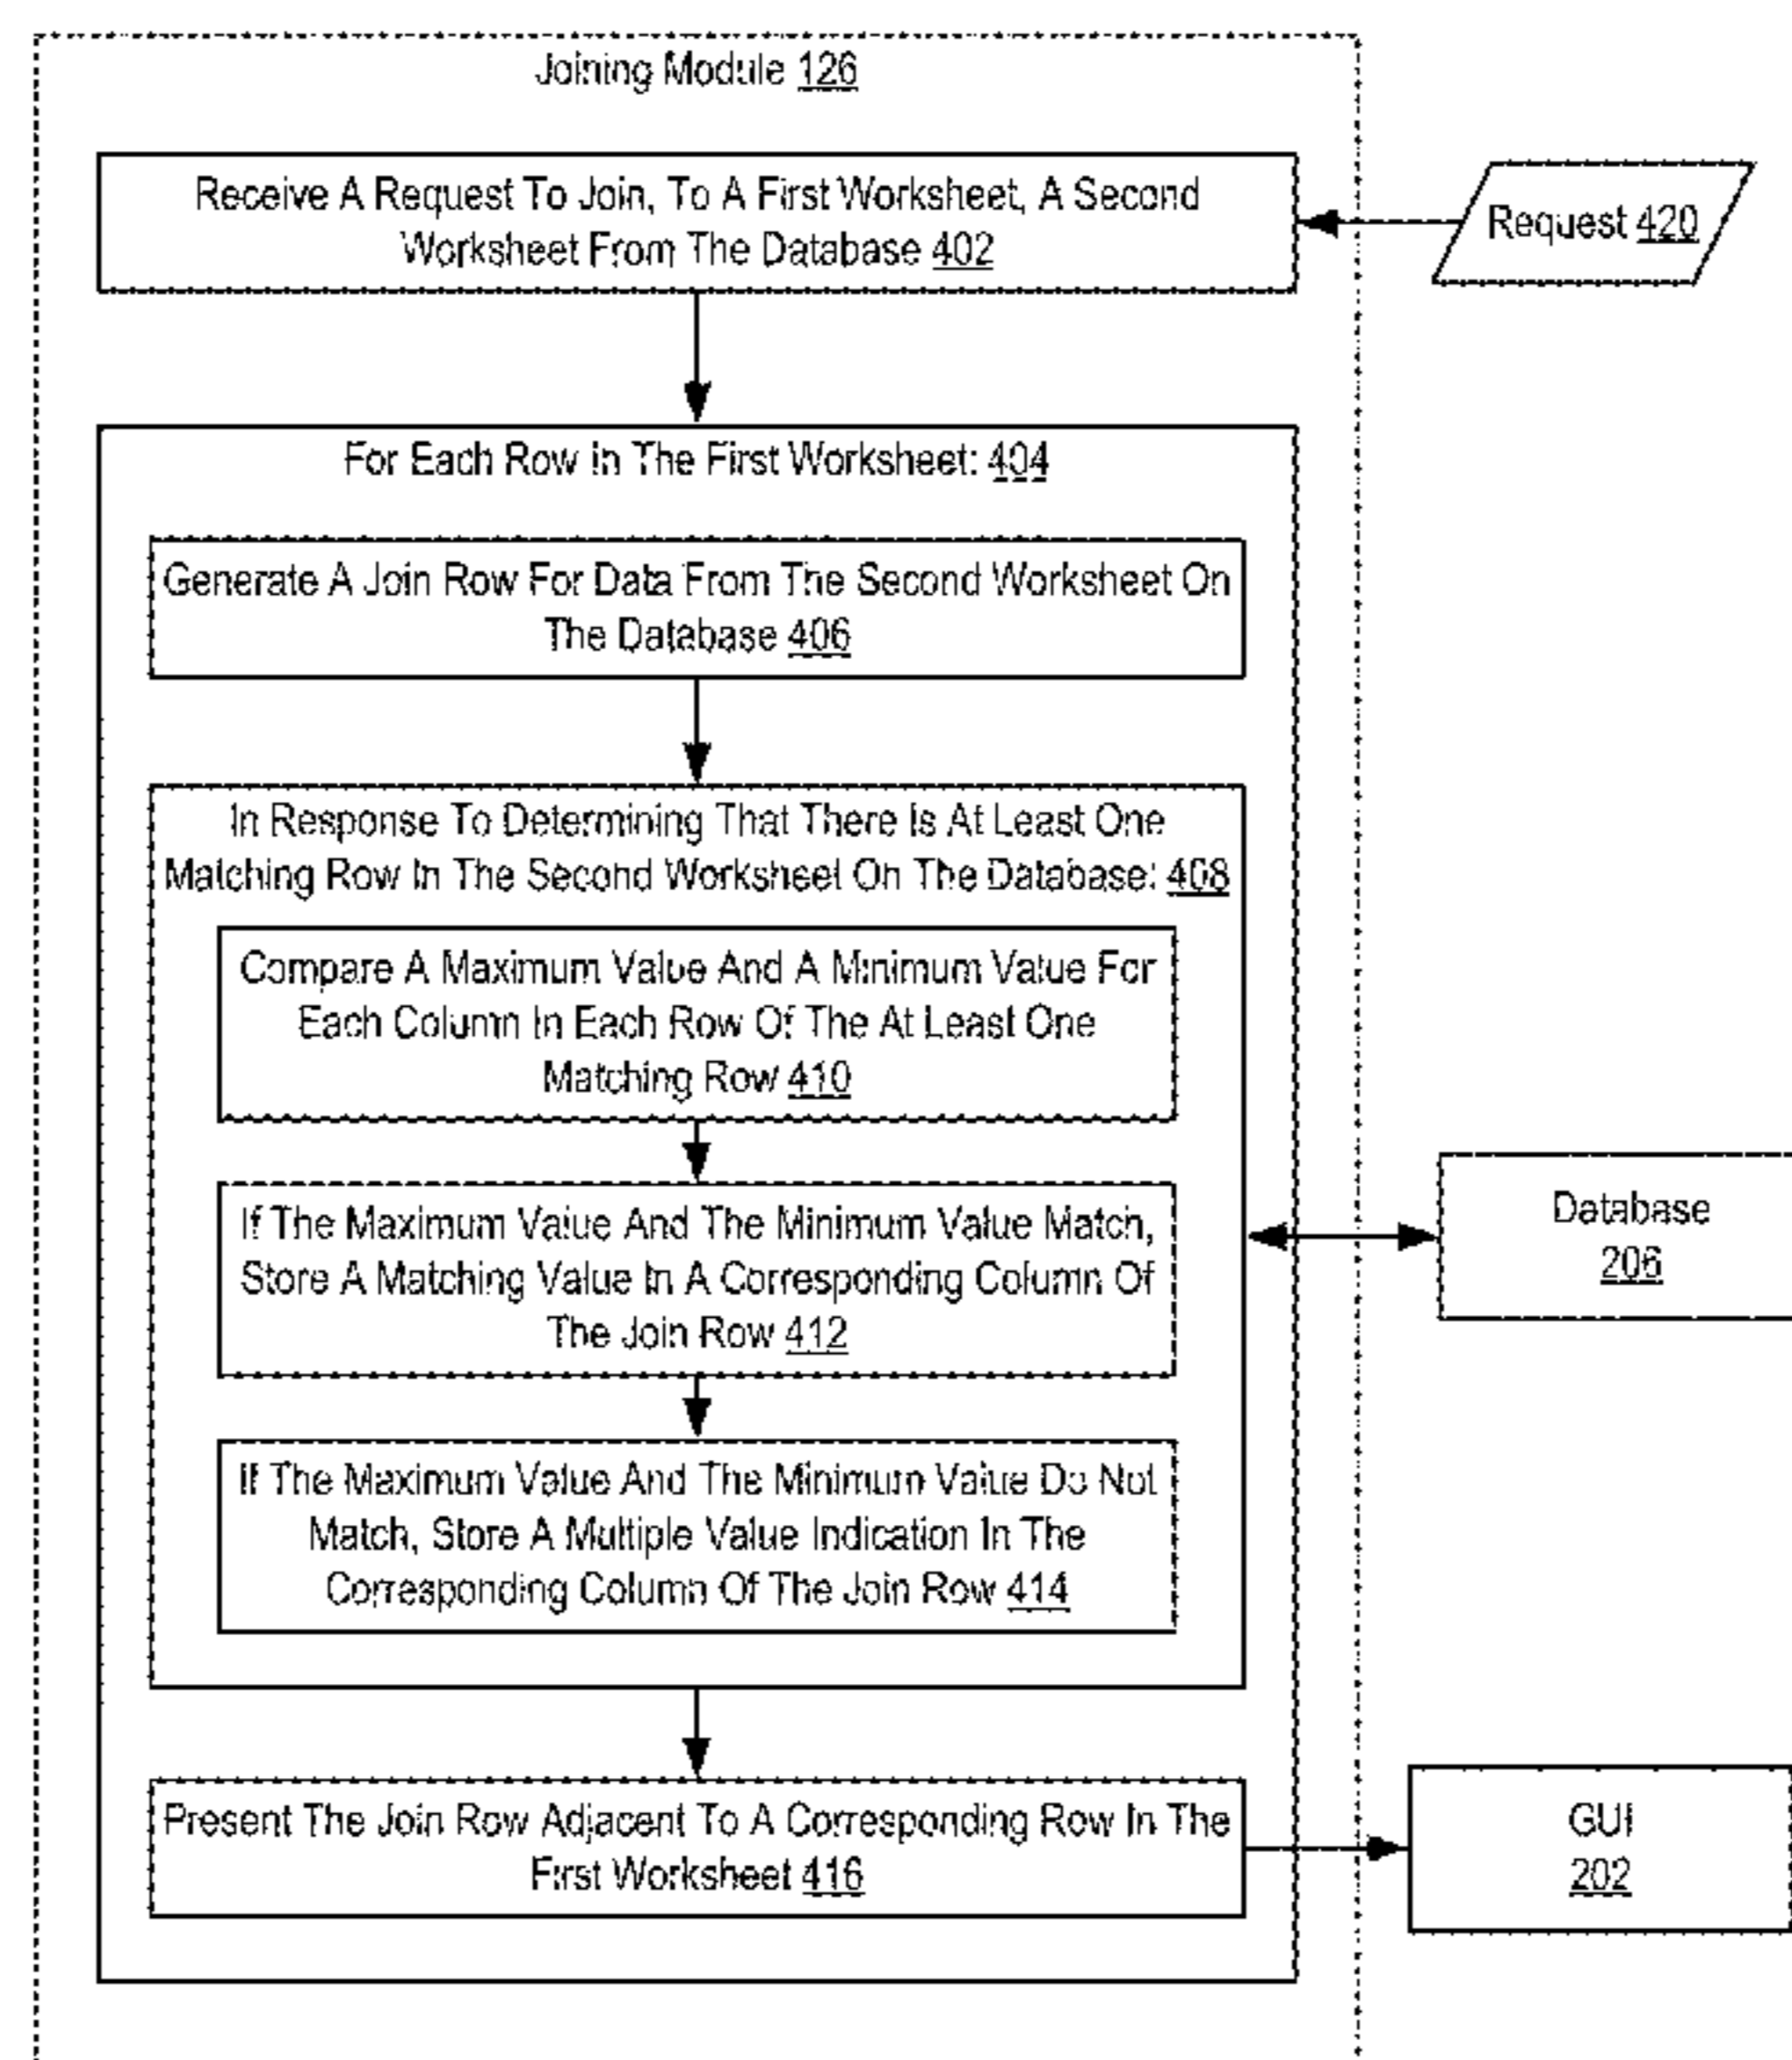 Joining Module 126
Receive A Request To Join, To A First Worksheet, A Second
Worksheet From The Database 402
Request 420
For Each Row In The First Worksheet: 404
Generate A Join Row For Data From The Second Worksheet On
The Database 406
In Response To Determining That There Is At Least One
Matching Row In The Second Worksheet On The Database: 408
Compare A Maximum Value And A Minimum Value For
Each Column In Each Row Of The At Least One
Matching Row 410
If The Maximum Value And The Minimum Value Match,
Store A Matching Value In A Corresponding Column Of
The Join Row 412
Database
206
If The Maximum Value And The Minimum Value Do Not
Match, Store A Multiple Value Indication In The
Corresponding Column Of The Join Row 414
Present The Join Row Adjacent To A Corresponding Row In The
First Worksheet 416
GUI
202